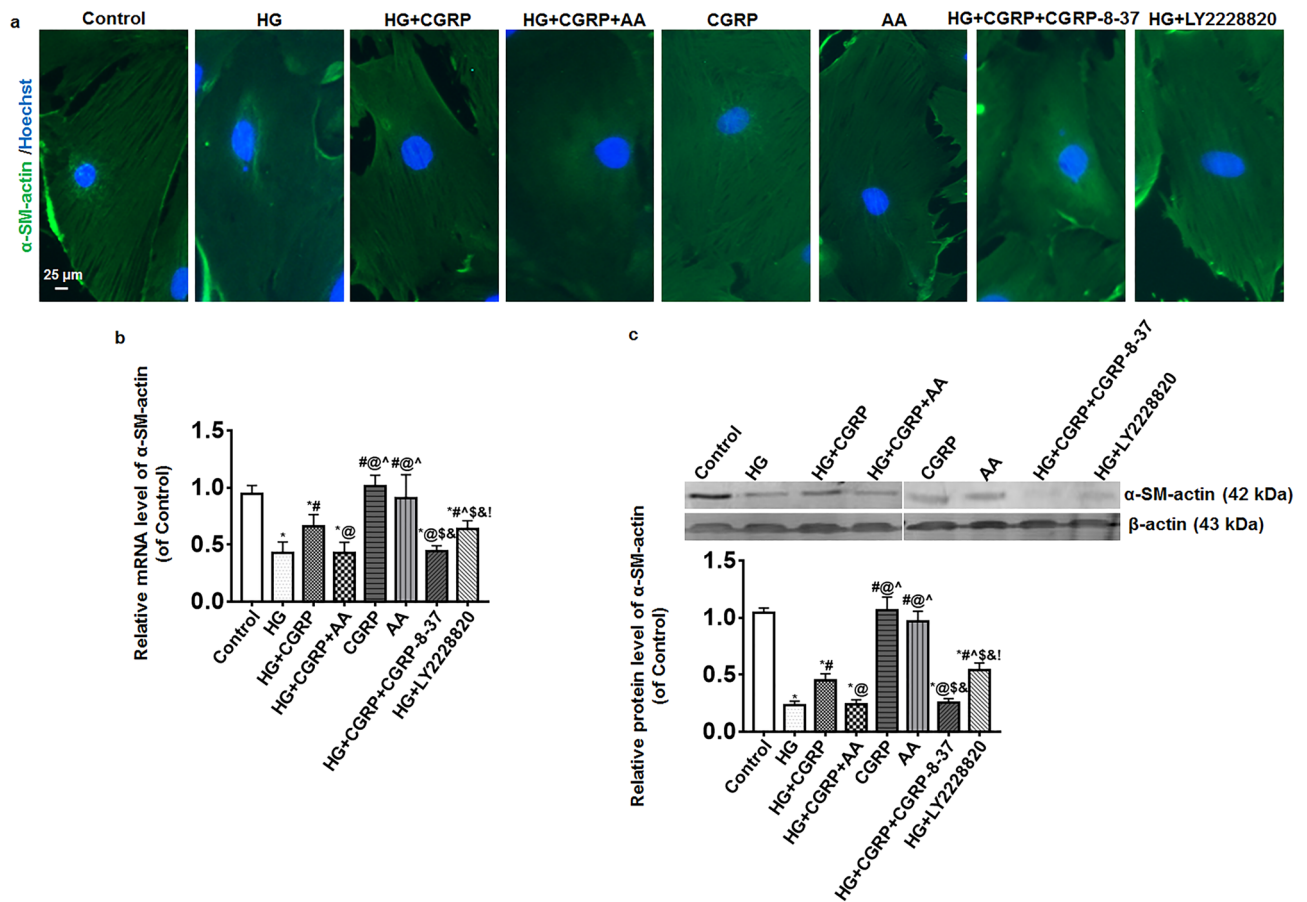 a
Control
HG
HG+CGRP
HG+CGRP+AA
CGRP
AA
HG+CGRP+CGRP-8-37
HG+LY2228820
α-SM-actin /Hoechst
25 μm
b
Relative mRNA level of α-SM-actin
(of Control)
1.5
1.0
0.5
0.0
*
*#
*@
#@^
#@^
*@$&
*#^$&!
Control
HG
HG+CGRP
HG+CGRP+AA
CGRP
AA
HG+CGRP+CGRP-8-37
HG+LY2228820
c
Control
HG
HG+CGRP
HG+CGRP+AA
CGRP
AA
HG+CGRP+CGRP-8-37
HG+LY2228820
α-SM-actin (42 kDa)
β-actin (43 kDa)
Relative protein level of α-SM-actin
(of Control)
1.5
1.0
0.5
0.0
*
*#
*@
#@^
#@^
*@$&
*#^$&!
Control
HG
HG+CGRP
HG+CGRP+AA
CGRP
AA
HG+CGRP+CGRP-8-37
HG+LY2228820